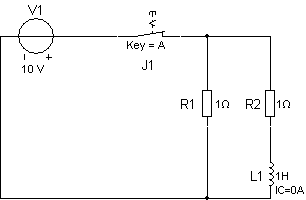 V1
- +
10 V
Key = A
J1
R1 1Ω R2 1Ω
L1 1H
IC=0A